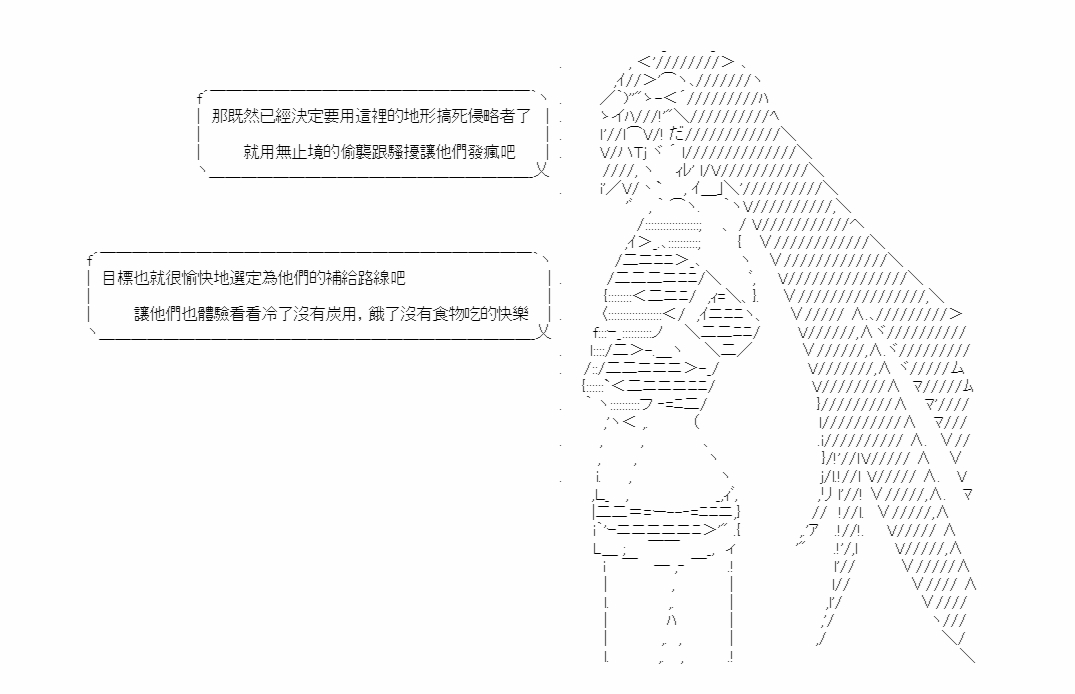 那既然已經決定要用這裡的地形搞死侵略者了
就用無止境的偷襲跟騷擾讓他們發瘋吧
目標也就很愉快地選定為他們的補給路線吧
讓他們也體驗看看冷了沒有炭用，餓了沒有食物吃的快樂